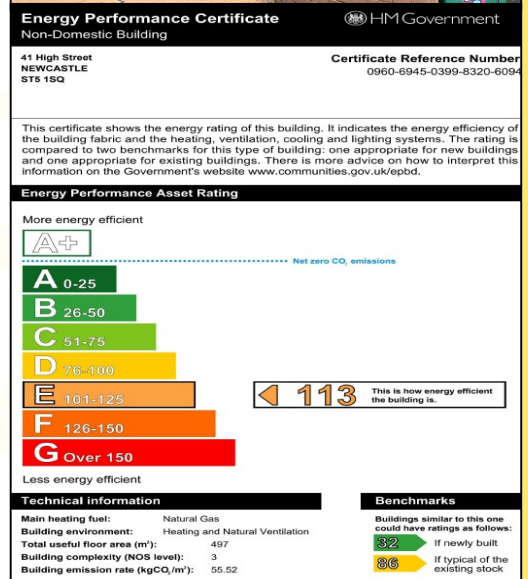 Energy Performance Certificate
Non-Domestic Building
HM Government
41 High Street
NEWCASTLE
ST5 1SQ
Certificate Reference Number
0960-6945-0399-8320-6094
This certificate shows the energy rating of this building. It indicates the energy efficiency of
the building fabric and the heating, ventilation, cooling and lighting systems. The rating is
compared to two benchmarks for this type of building: one appropriate for new buildings
and one appropriate for existing buildings. There is more advice on how to interpret this
information on the Government's website www.communities.gov.uk/epbd.
Energy Performance Asset Rating
More energy efficient
A+
Net zero CO₂ emissions
A 0-25
B 26-50
C 51-75
D 76-100
E 101-125
113 This is how energy efficient
the building is.
F 126-150
G Over 150
Less energy efficient
Technical information
Main heating fuel: Natural Gas
Building environment: Heating and Natural Ventilation
Total useful floor area (m²): 497
Building complexity (NOS level): 3
Building emission rate (kgCO₂/m²): 55.52
Benchmarks
Buildings similar to this one
could have ratings as follows:
32 If newly built
86 If typical of the
existing stock